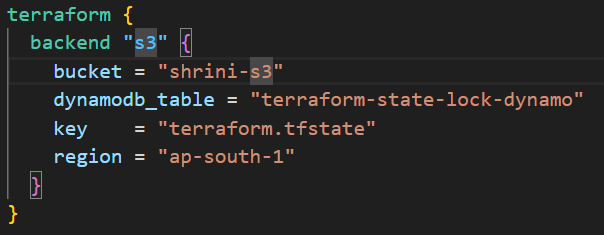 terraform {
  backend "s3" {
    bucket = "shrini-s3"
    dynamodb_table = "terraform-state-lock-dynamo"
    key    = "terraform.tfstate"
    region = "ap-south-1"
  }
}